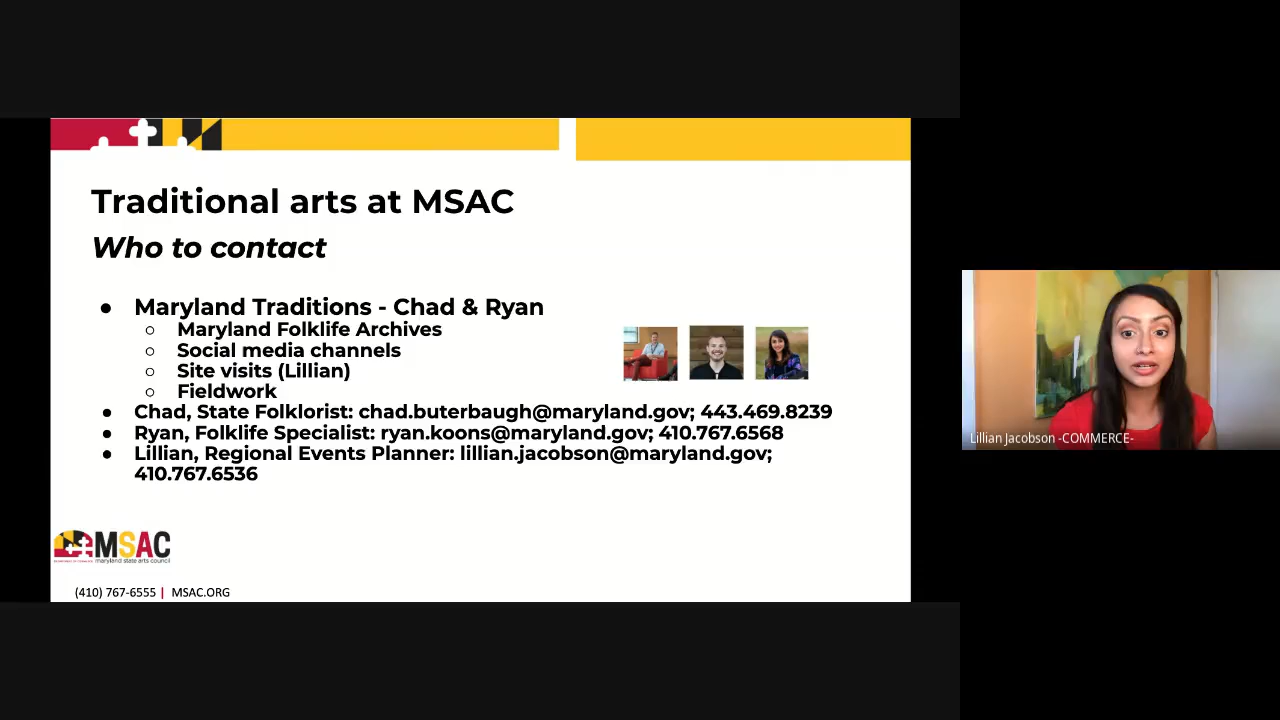 Traditional arts at MSAC
Who to contact
● Maryland Traditions - Chad & Ryan
○ Maryland Folklife Archives
○ Social media channels
○ Site visits (Lillian)
○ Fieldwork
● Chad, State Folklorist: chad.buterbaugh@maryland.gov; 443.469.8239
● Ryan, Folklife Specialist: ryan.koons@maryland.gov; 410.767.6568
● Lillian, Regional Events Planner: lillian.jacobson@maryland.gov;
410.767.6536
MSAC
maryland state arts council
(410) 767-6555 | MSAC.ORG
Lillian Jacobson -COMMERCE-